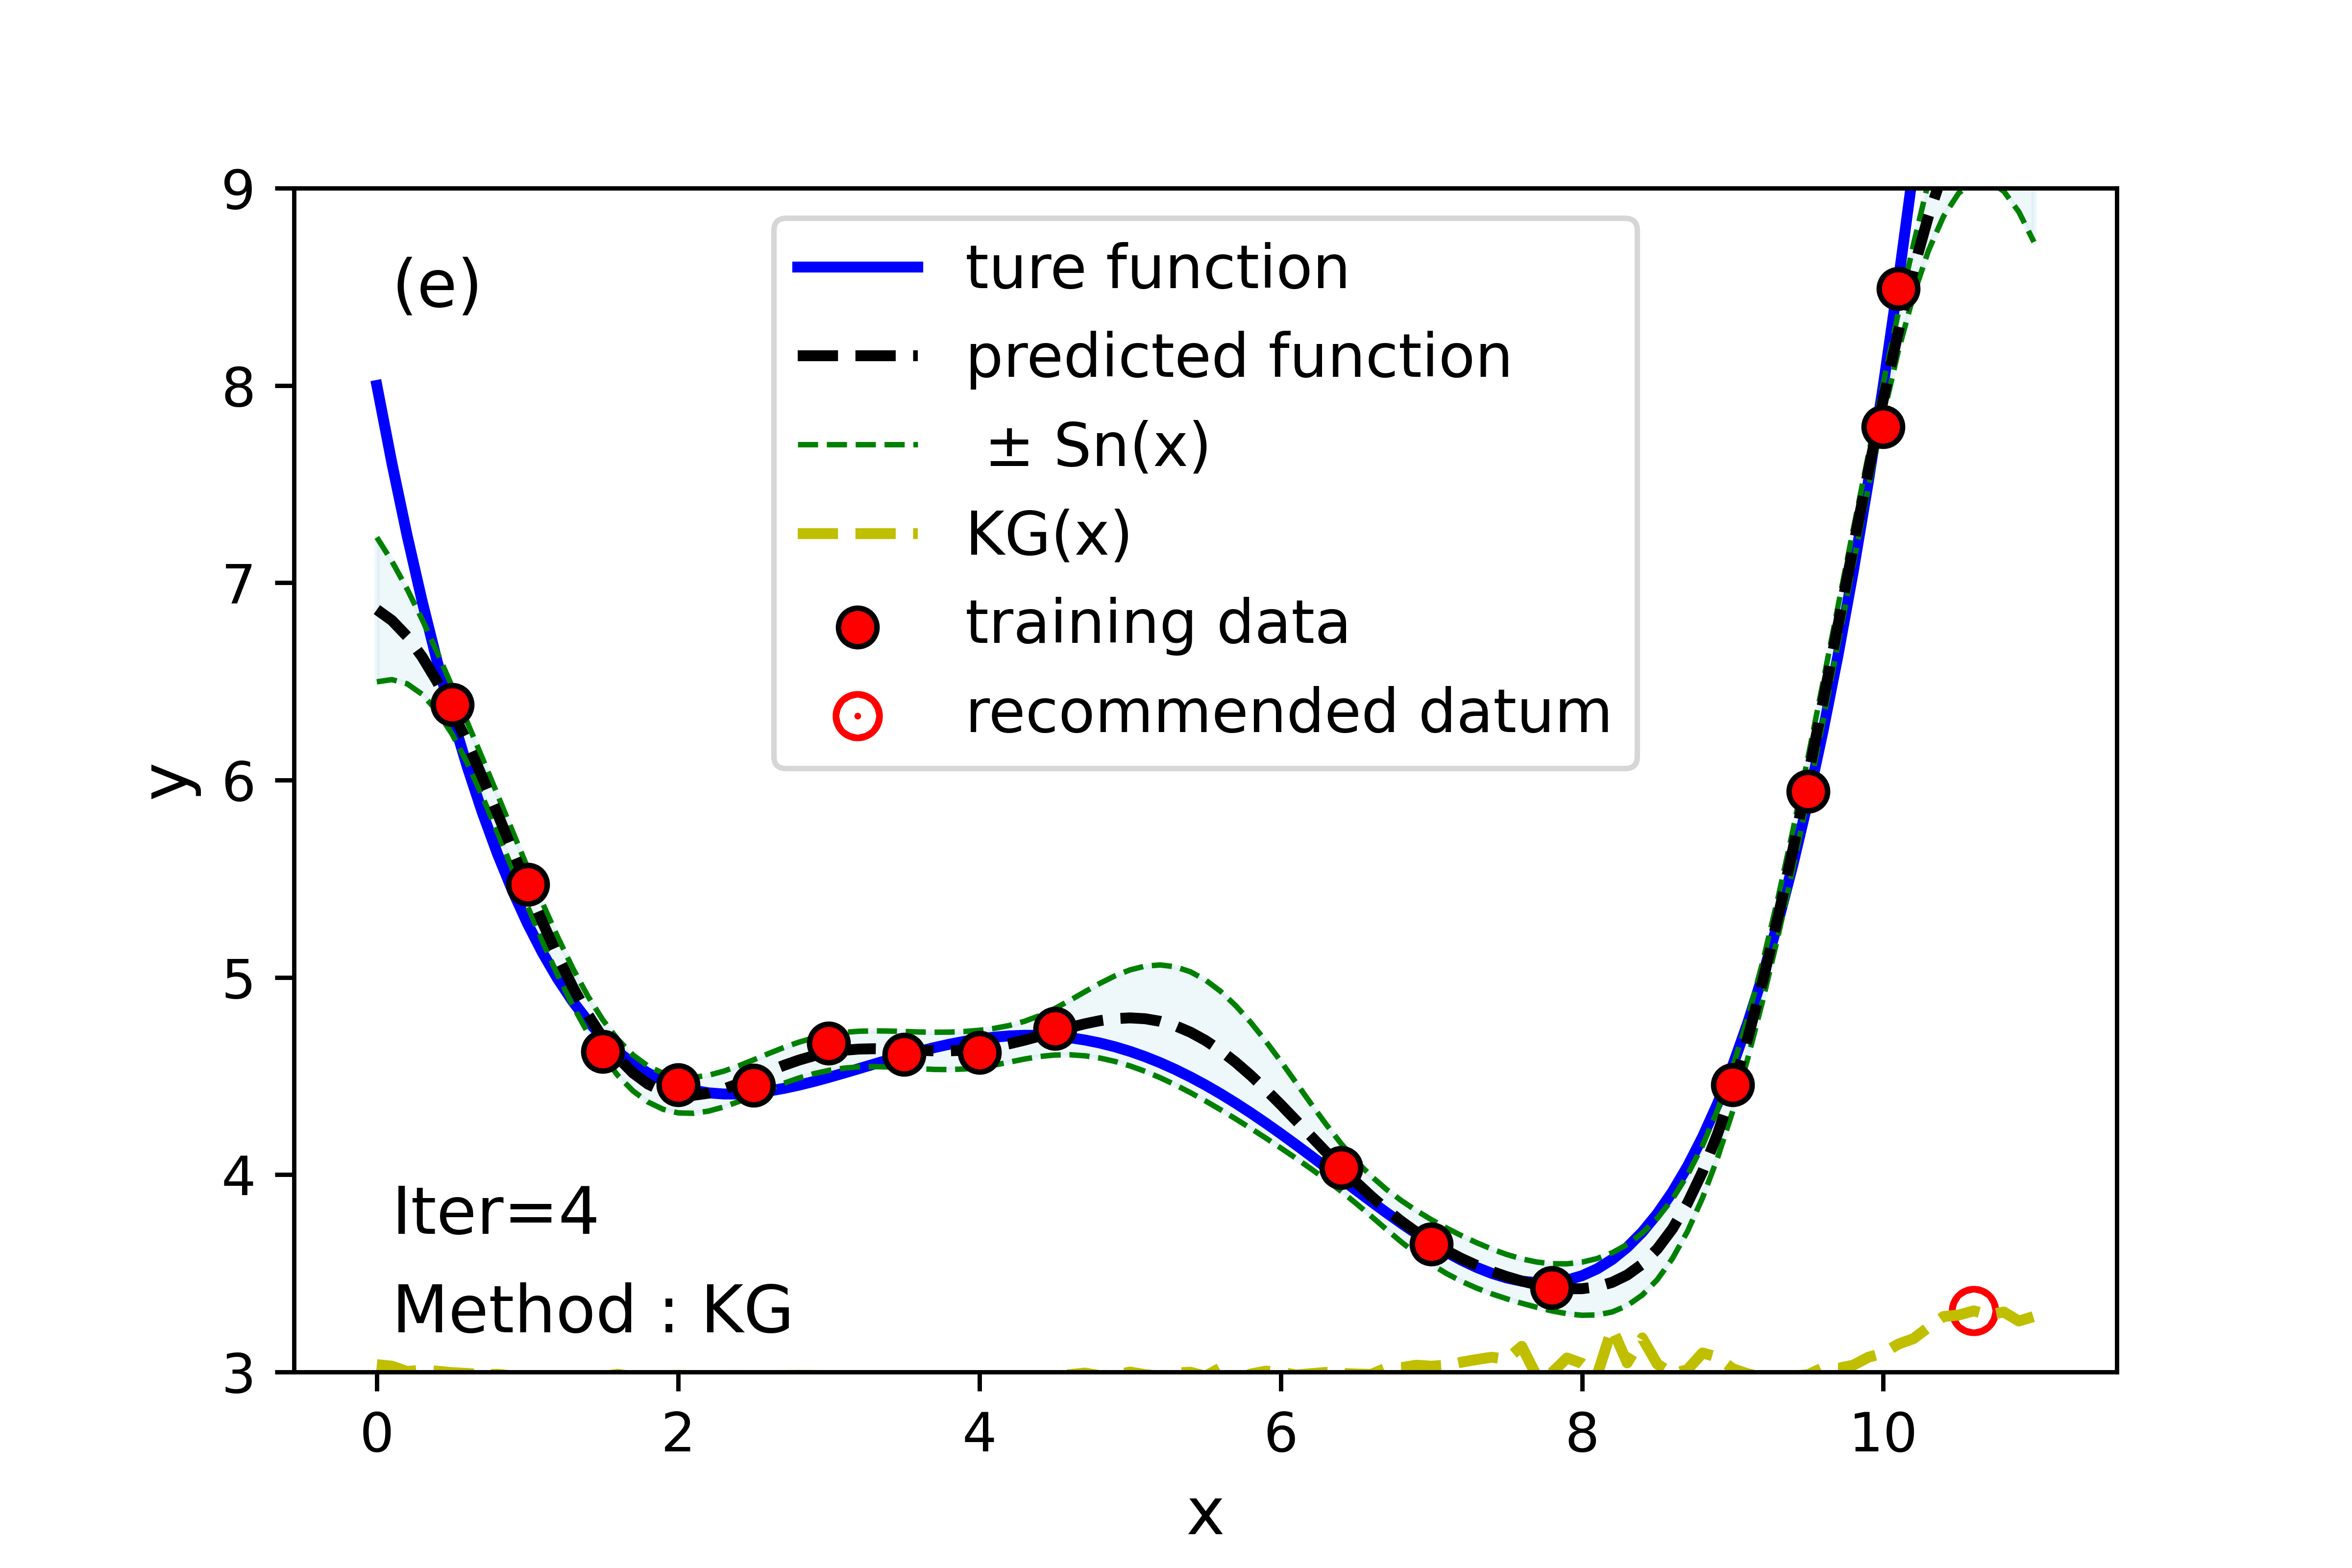 (e)
ture function
predicted function
± Sn(x)
KG(x)
training data
recommended datum
9
8
7
6
5
4
3
y
Iter=4
Method : KG
0 2 4 6 8 10
x